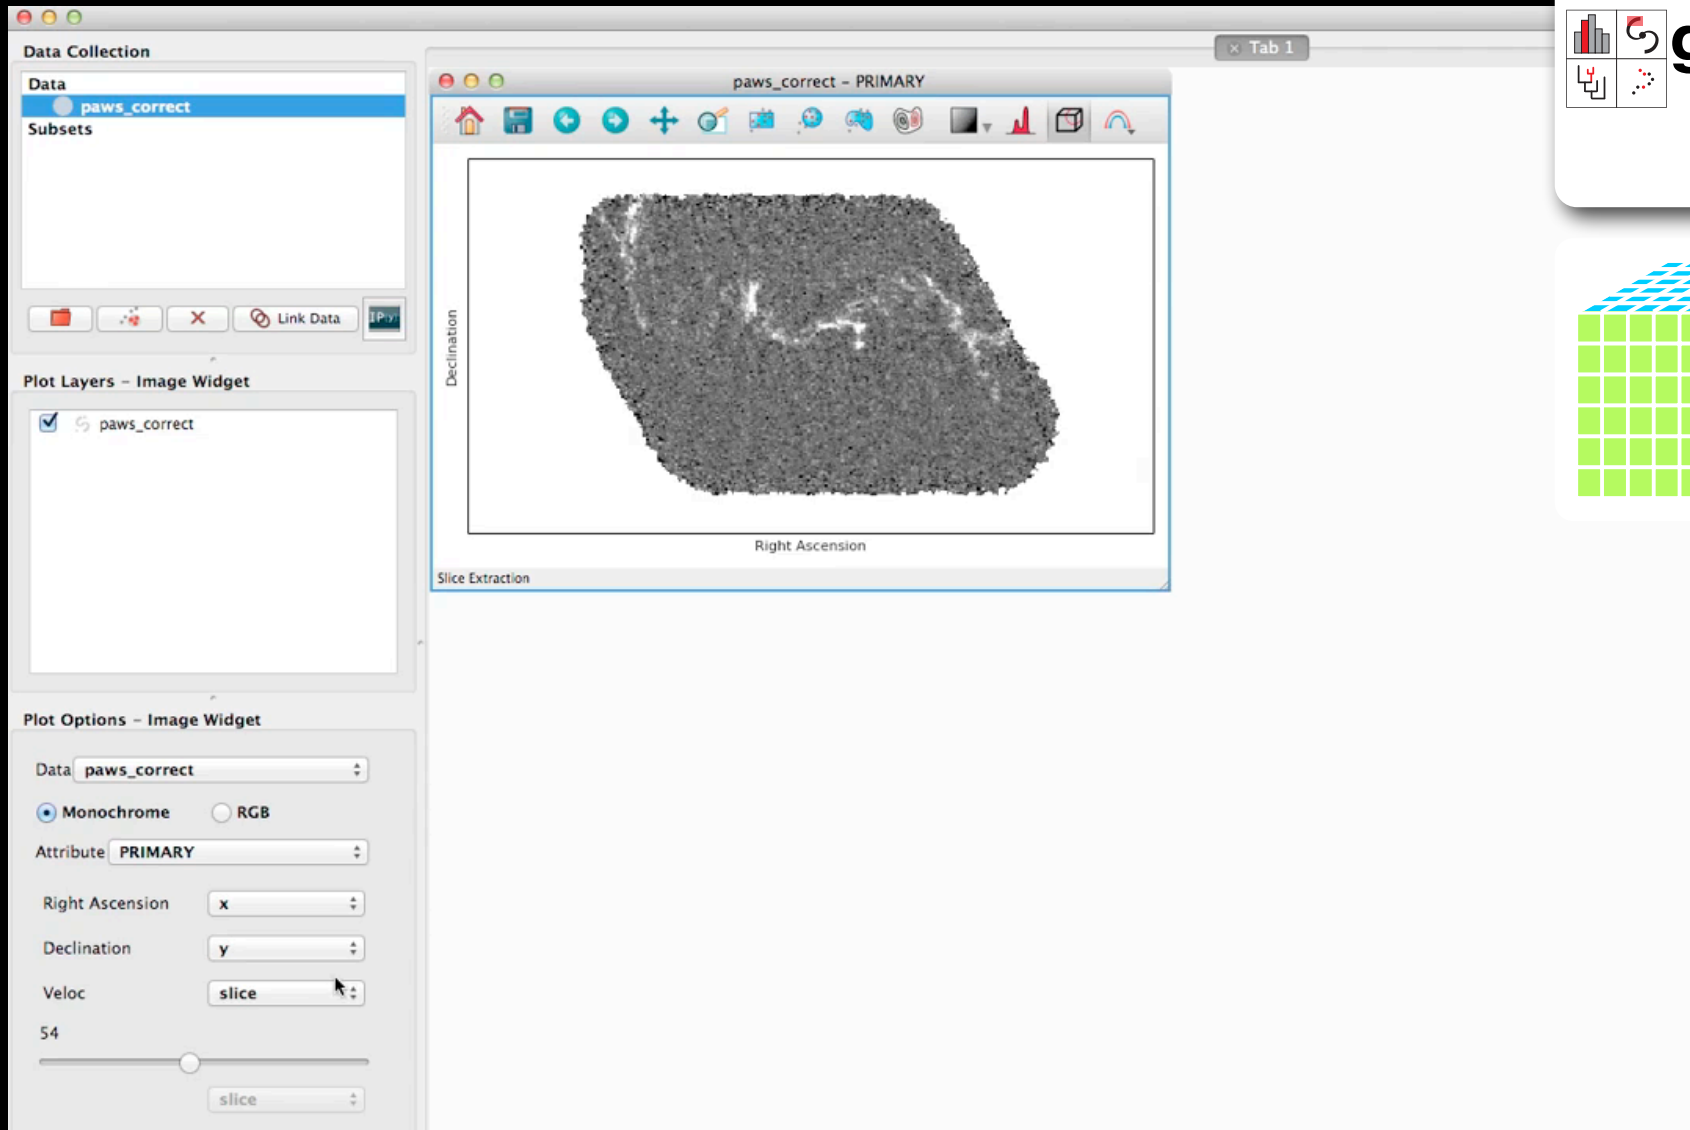 Data Collection
Tab 1
Data
paws_correct
Subsets
Link Data
paws_correct – PRIMARY
Declination
Right Ascension
Slice Extraction
Plot Layers – Image Widget
paws_correct
Plot Options – Image Widget
Data paws_correct
Monochrome RGB
Attribute PRIMARY
Right Ascension x
Declination y
Veloc slice
54
slice